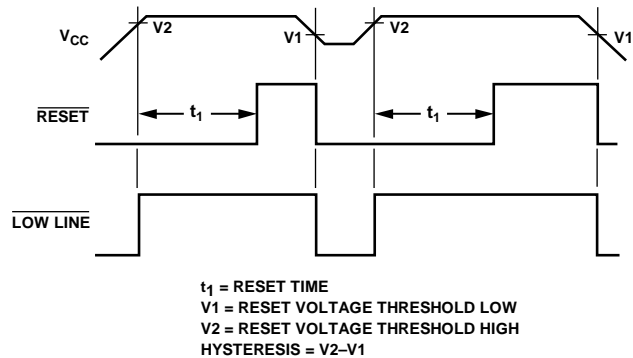 V2 V1 V2 V1
VCC
RESET
t1 t1
LOW LINE
t1 = RESET TIME
V1 = RESET VOLTAGE THRESHOLD LOW
V2 = RESET VOLTAGE THRESHOLD HIGH
HYSTERESIS = V2–V1